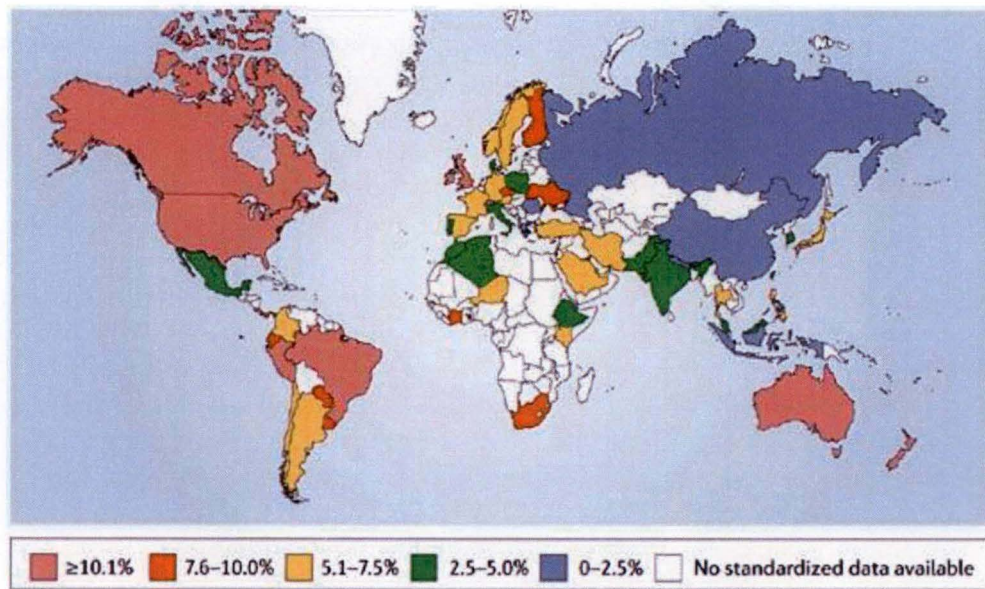 ≥10.1% 7.6–10.0% 5.1–7.5% 2.5–5.0% 0–2.5% No standardized data available